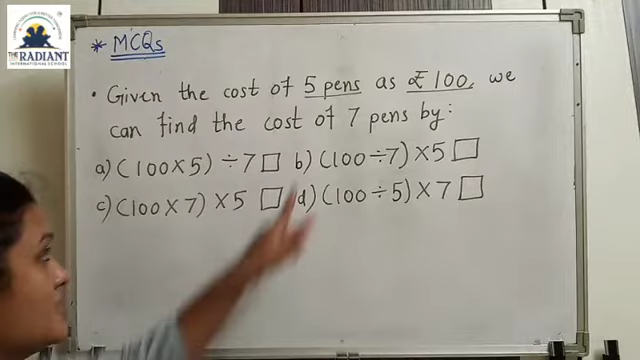 THE RADIANT
INTERNATIONAL SCHOOL
* MCQs
• Given the cost of 5 pens as ₹100, we
can find the cost of 7 pens by:
a) (100 × 5) ÷ 7 □ b) (100 ÷ 7) × 5 □
c) (100 × 7) × 5 □ d) (100 ÷ 5) × 7 □